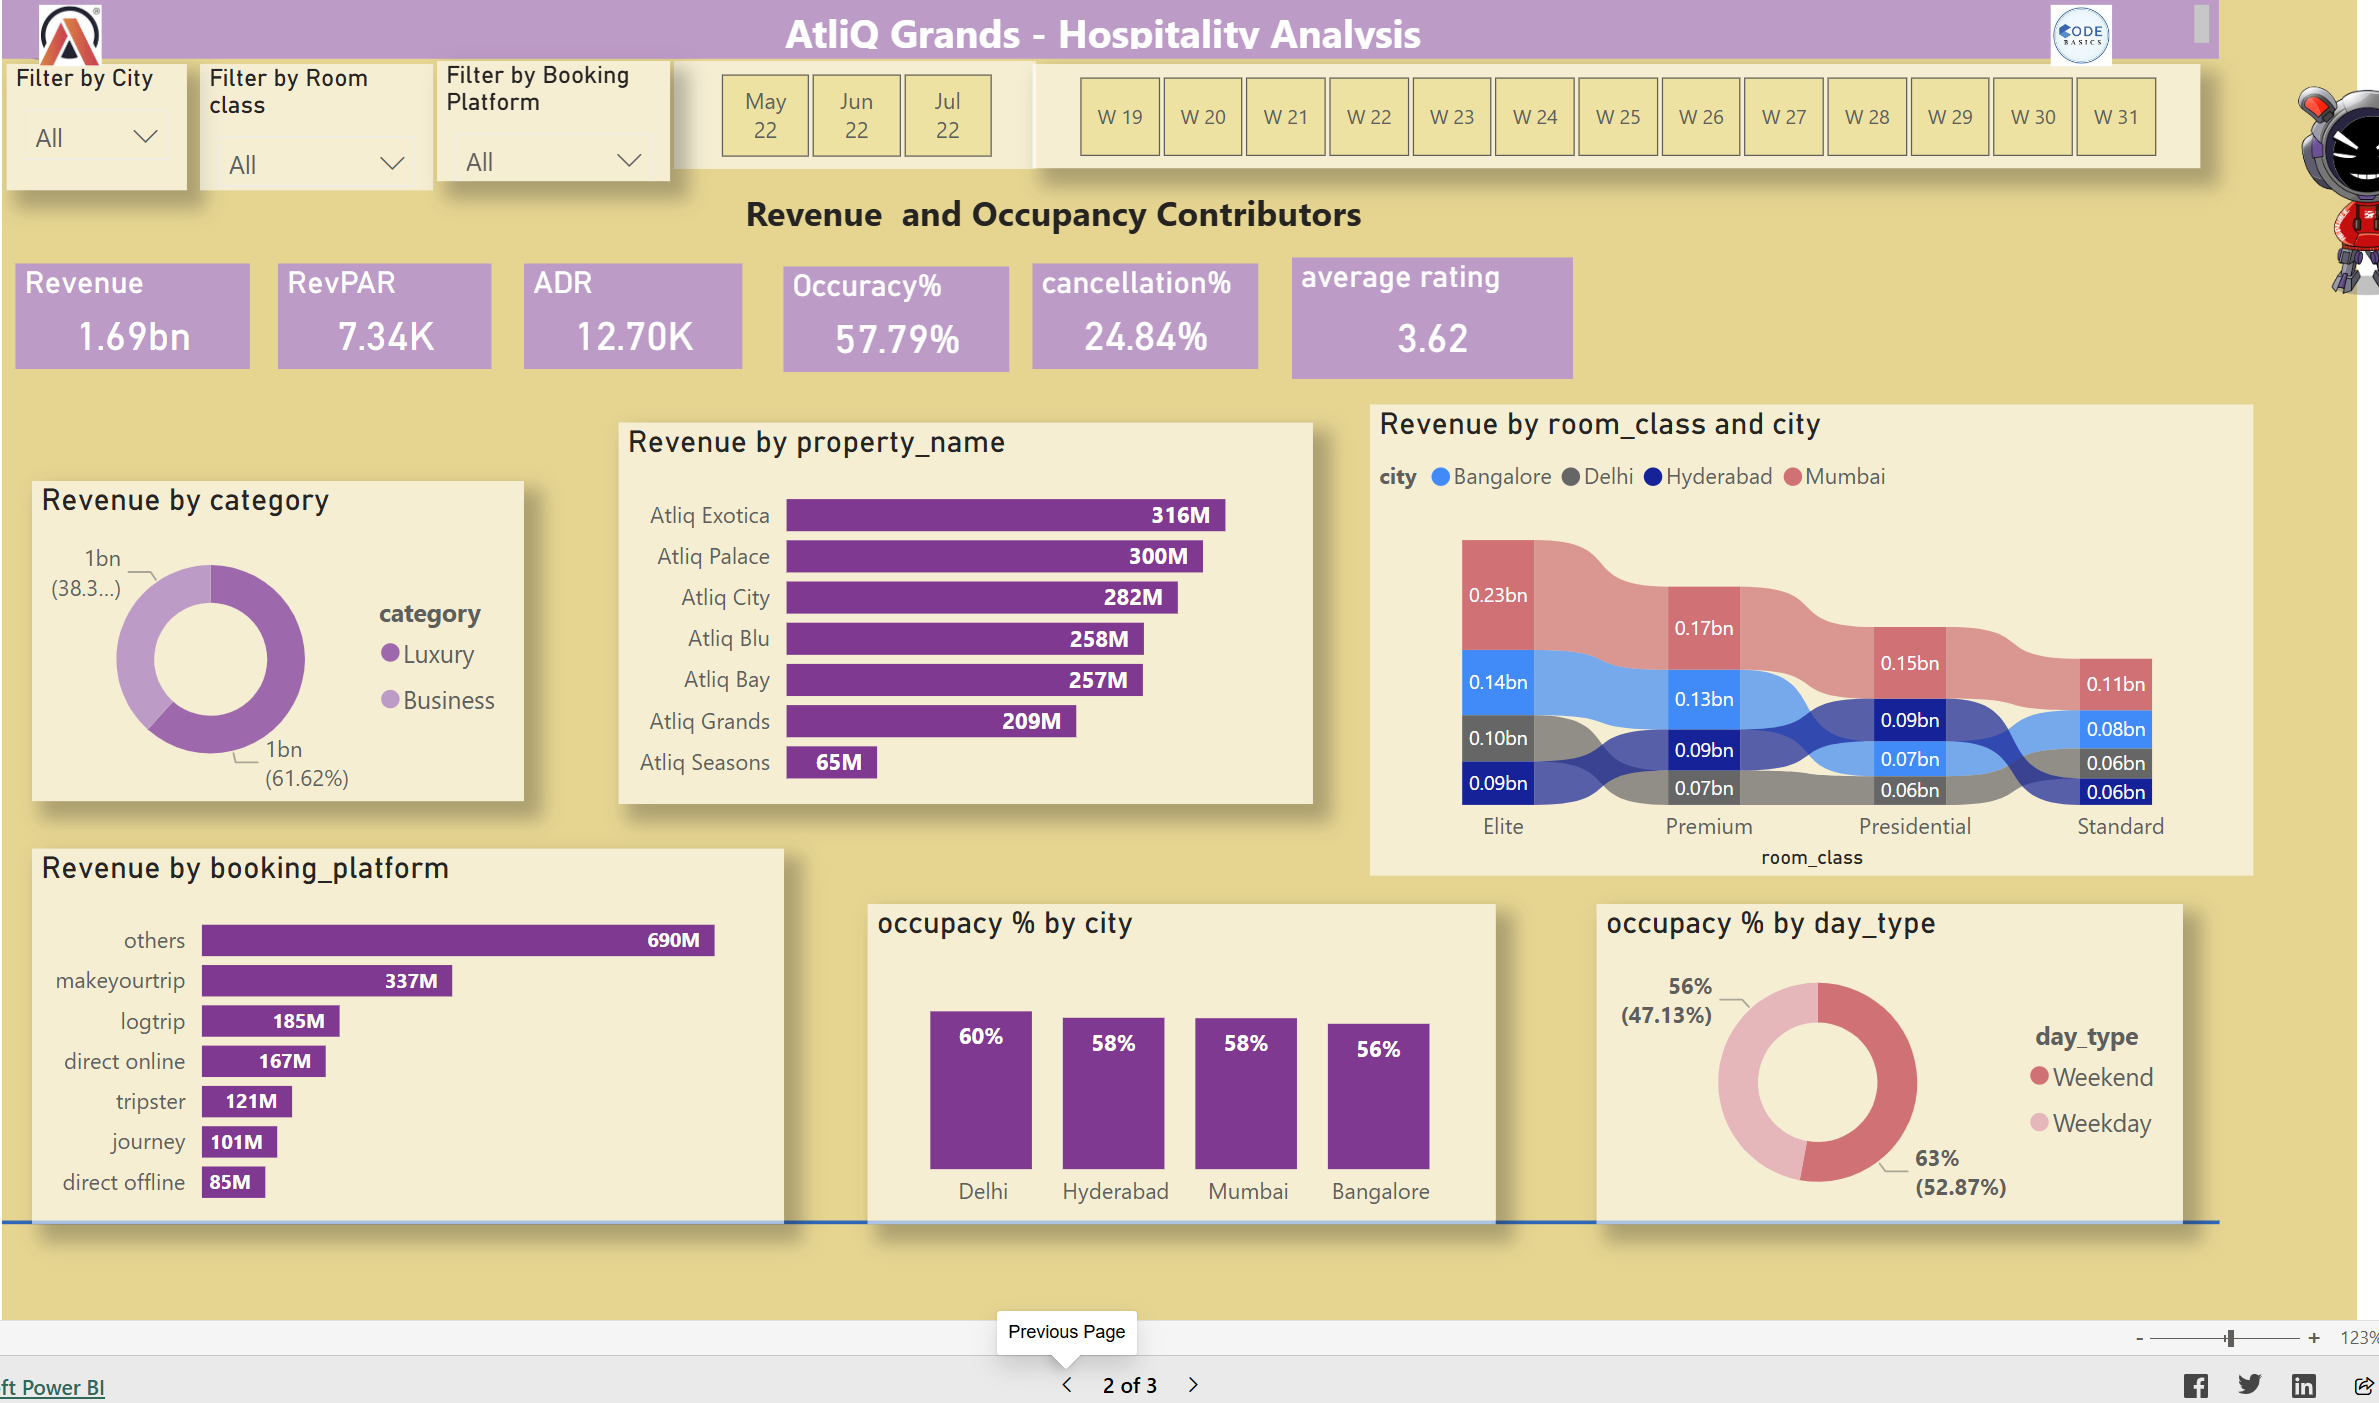 AtliQ Grands - Hospitality Analysis
CODE
BASICS
Filter by City
All
Filter by Room
class
All
Filter by Booking
Platform
All
May
22
Jun
22
Jul
22
W 19
W 20
W 21
W 22
W 23
W 24
W 25
W 26
W 27
W 28
W 29
W 30
W 31
Revenue and Occupancy Contributors
Revenue
1.69bn
RevPAR
7.34K
ADR
12.70K
Occuracy%
57.79%
cancellation%
24.84%
average rating
3.62
Revenue by category
1bn
(38.3...)
1bn
(61.62%)
category
Luxury
Business
Revenue by property_name
Atliq Exotica 316M
Atliq Palace 300M
Atliq City 282M
Atliq Blu 258M
Atliq Bay 257M
Atliq Grands 209M
Atliq Seasons 65M
Revenue by room_class and city
city Bangalore Delhi Hyderabad Mumbai
0.23bn
0.14bn
0.10bn
0.09bn
0.17bn
0.13bn
0.09bn
0.07bn
0.15bn
0.09bn
0.07bn
0.06bn
0.11bn
0.08bn
0.06bn
0.06bn
Elite Premium Presidential Standard
room_class
Revenue by booking_platform
others 690M
makeyourtrip 337M
logtrip 185M
direct online 167M
tripster 121M
journey 101M
direct offline 85M
occupacy % by city
60% 58% 58% 56%
Delhi Hyderabad Mumbai Bangalore
occupacy % by day_type
56%
(47.13%)
63%
(52.87%)
day_type
Weekend
Weekday
Previous Page
- + 123%
ft Power BI
2 of 3